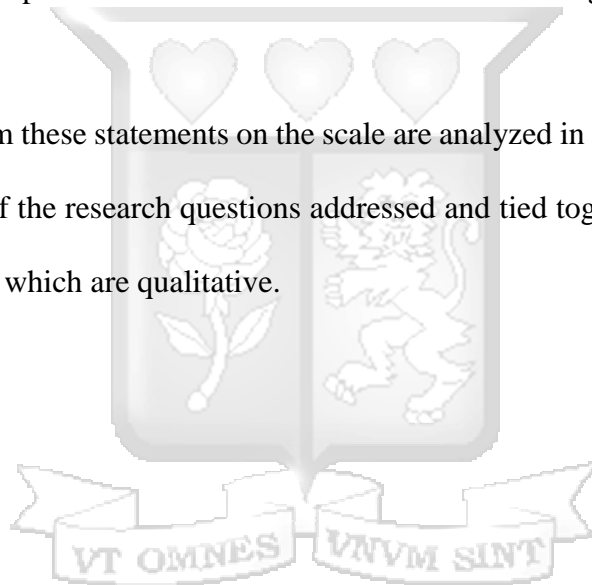 m these statements on the scale are analyzed in
f the research questions addressed and tied tog
which are qualitative.
VT OMNES VNVM SINT